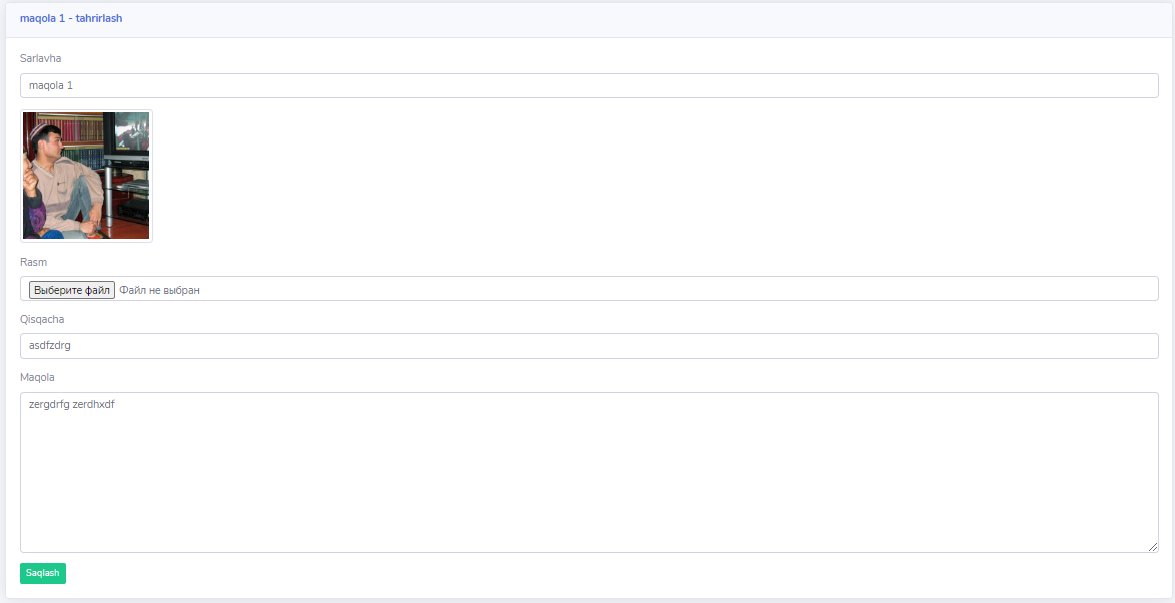 maqola 1 - tahrirlash
Sarlavha
maqola 1
Rasm
Выберите файл Файл не выбран
Qisqacha
asdfzdrg
Maqola
zergdrfg zerdhxdf
Saqlash